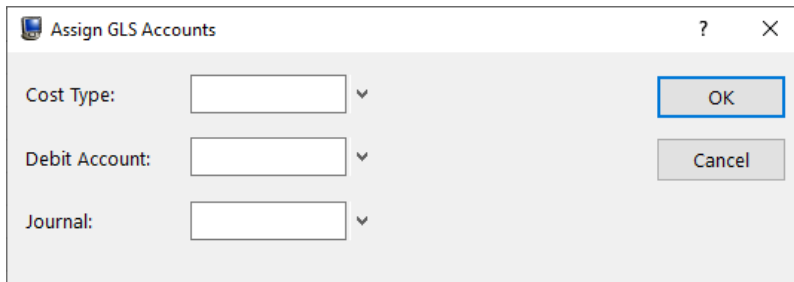 Assign GLS Accounts ?
Cost Type: OK
Debit Account: Cancel
Journal: